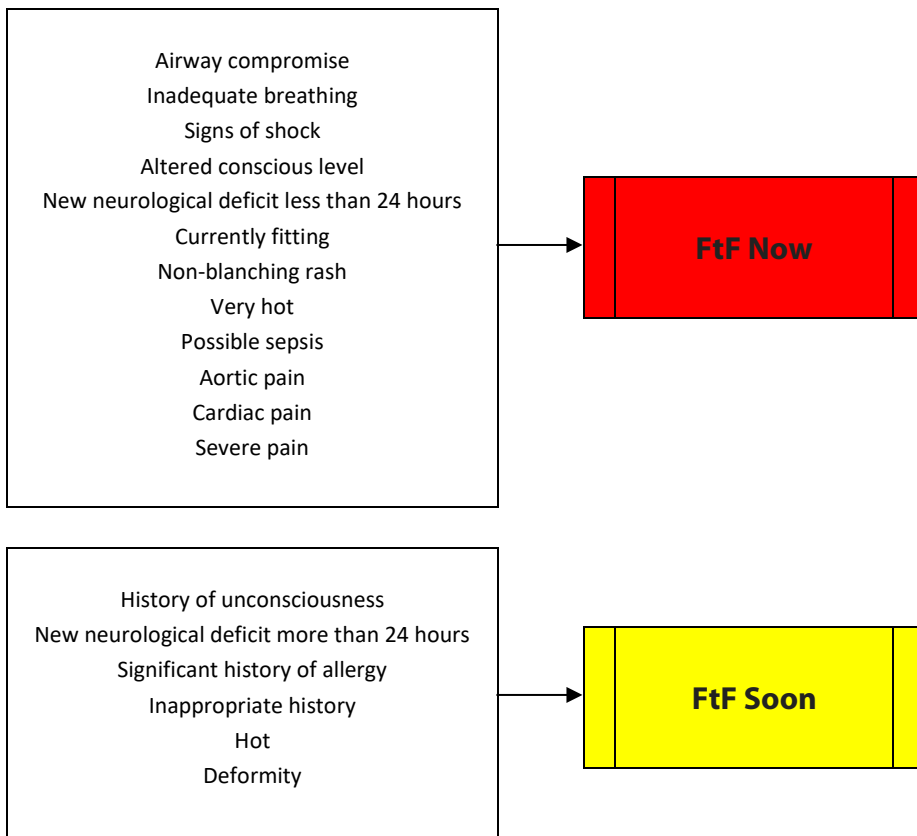 Airway compromise
Inadequate breathing
Signs of shock
Altered conscious level
New neurological deficit less than 24 hours
Currently fitting
Non-blanching rash
Very hot
Possible sepsis
Aortic pain
Cardiac pain
Severe pain
FtF Now
History of unconsciousness
New neurological deficit more than 24 hours
Significant history of allergy
Inappropriate history
Hot
Deformity
FtF Soon